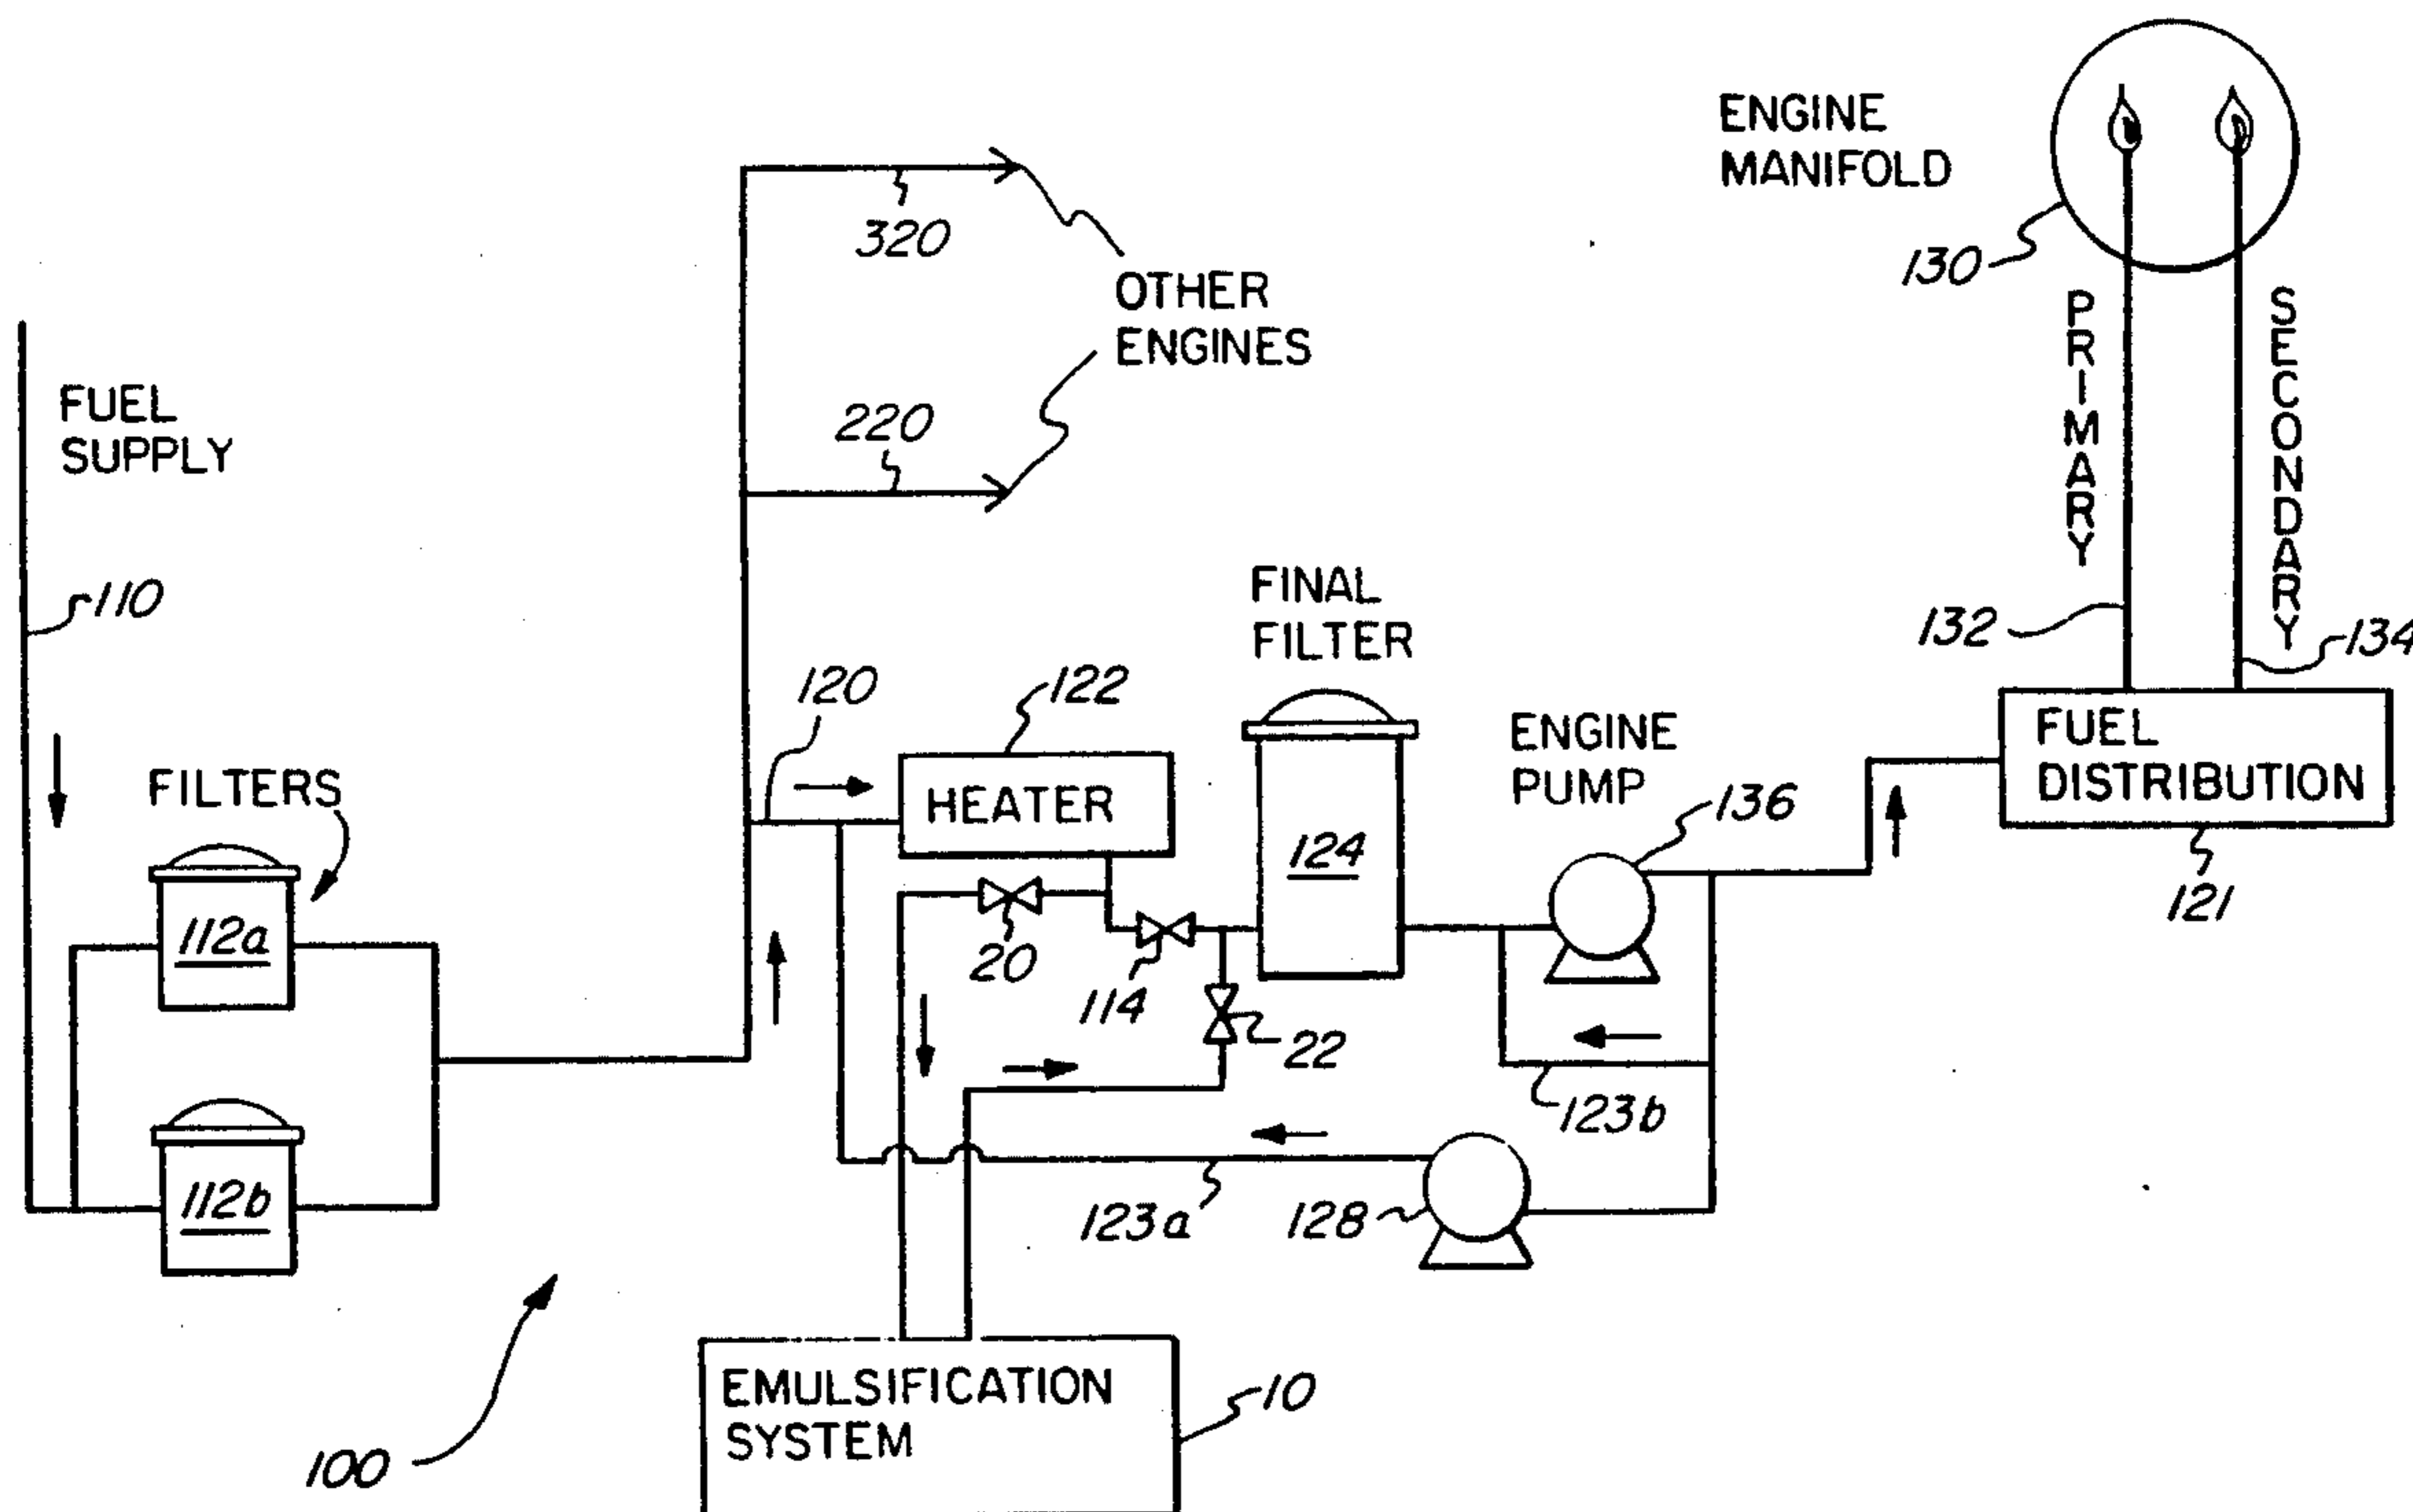 ENGINE
MANIFOLD
130
320
OTHER
ENGINES
220
FUEL
SUPPLY
110
PRIMARY
SECONDARY
132
134
FINAL
FILTER
120
122
HEATER
124
ENGINE
PUMP
136
FUEL
DISTRIBUTION
121
FILTERS
112a
112b
20
114
22
123b
123a
128
EMULSIFICATION
SYSTEM
10
100